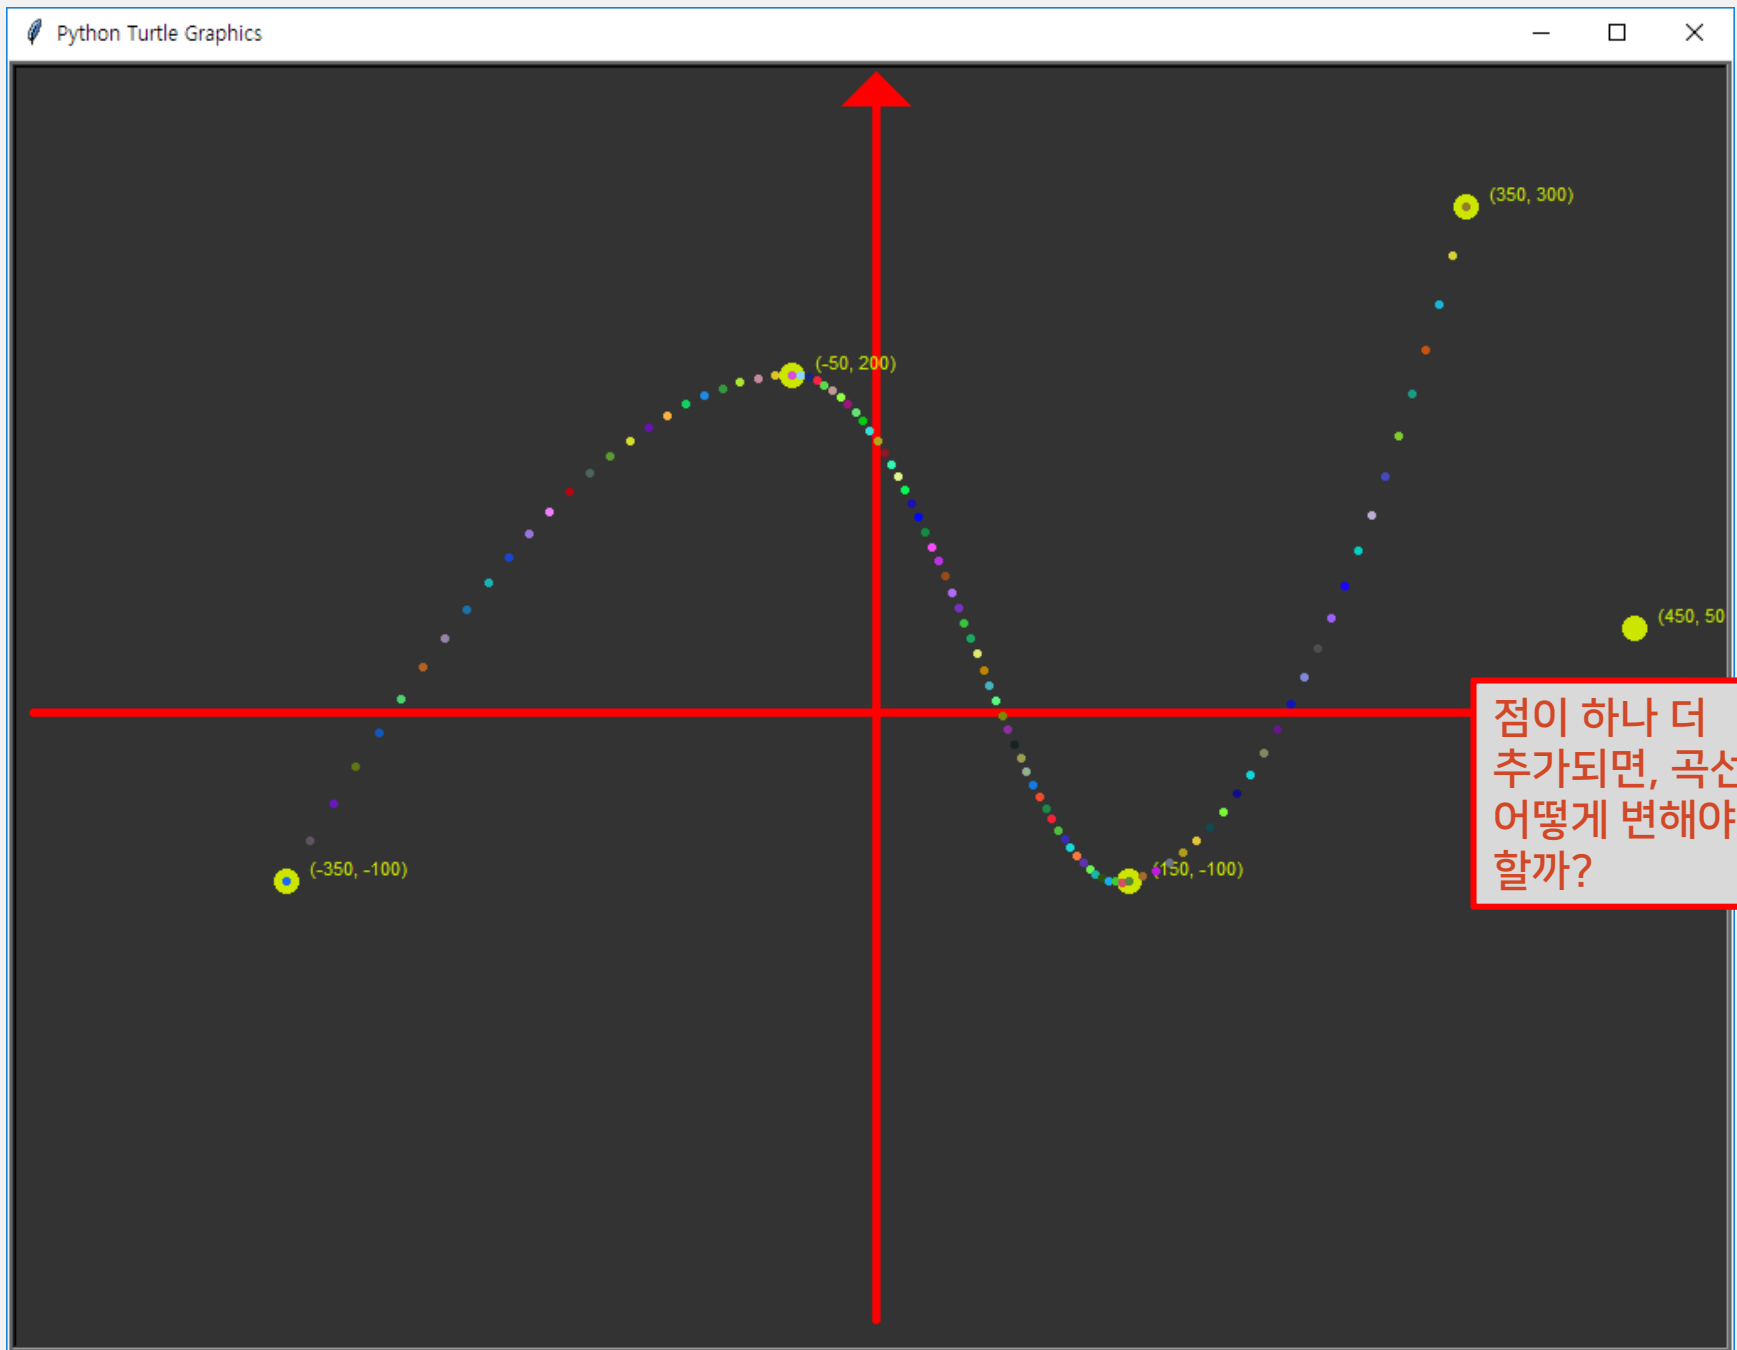 Python Turtle Graphics
(350, 300)
(-50, 200)
(450, 50
(-350, -100)
(150, -100)
점이 하나 더
추가되면, 곡선
어떻게 변해야
할까?